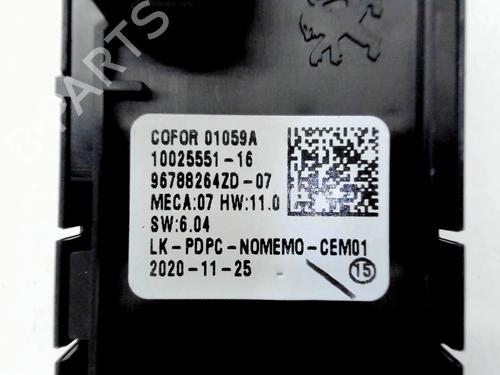 COFOR 01059A
10025551-16
96788264ZD-07
MECA:07 HW:11.0
SW:6.04
LK-PDPC-NOMEMO-CEM01
2020-11-25
15